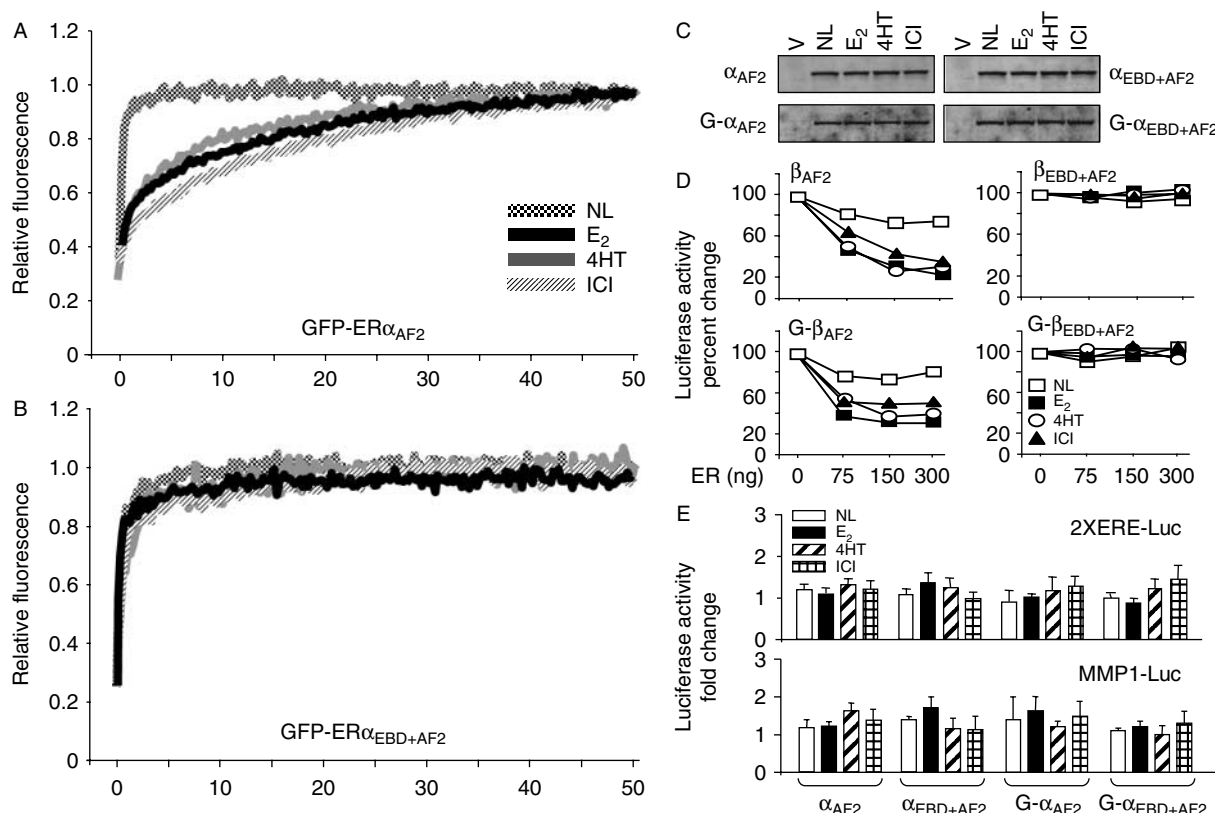 A
1.2
1.0
0.8
0.6
0.4
0.2
0
Relative fluorescence
NL
E2
4HT
ICI
GFP-ERαAF2
0 10 20 30 40 50
B
1.2
1.0
0.8
0.6
0.4
0.2
0
Relative fluorescence
GFP-ERαEBD+AF2
0 10 20 30 40 50
C
V NL E2 4HT ICI
V NL E2 4HT ICI
αAF2
αEBD+AF2
G-αAF2
G-αEBD+AF2
D
Luciferase activity
percent change
βAF2
100
60
40
20
0
βEBD+AF2
100
80
60
40
20
0
G-βAF2
100
80
60
40
20
0
G-βEBD+AF2
100
NL
E2
4HT
ICI
80
60
40
20
0
ER (ng) 0 75 150 300
0 75 150 300
E
Luciferase activity
fold change
3
2
1
0
NL
E2
4HT
ICI
2XERE-Luc
3
2
1
0
MMP1-Luc
αAF2 αEBD+AF2 G-αAF2 G-αEBD+AF2